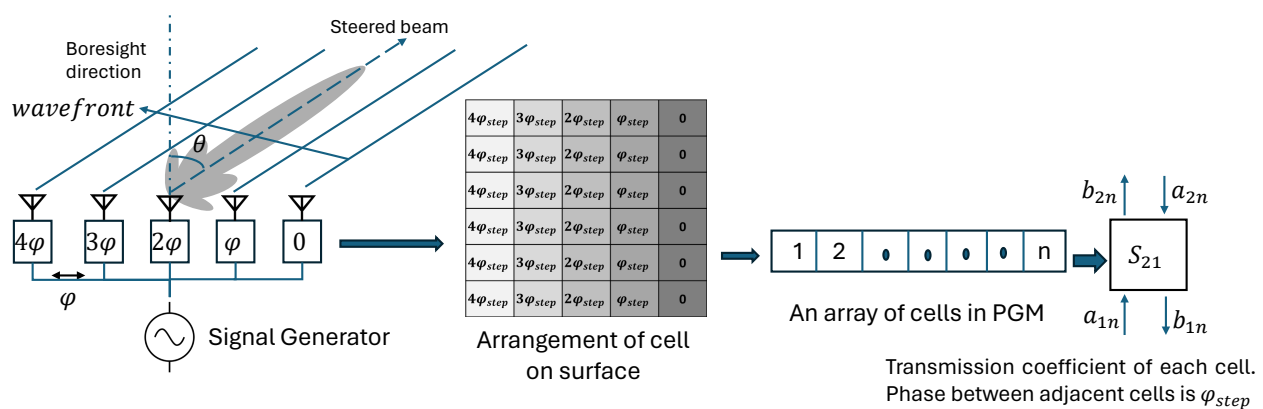 Steered beam
Boresight
direction
wavefront
θ
4φ 3φ 2φ φ 0
φ
Signal Generator
4φ_step 3φ_step 2φ_step φ_step 0
4φ_step 3φ_step 2φ_step φ_step 0
4φ_step 3φ_step 2φ_step φ_step 0
4φ_step 3φ_step 2φ_step φ_step 0
4φ_step 3φ_step 2φ_step φ_step 0
4φ_step 3φ_step 2φ_step φ_step 0
Arrangement of cell
on surface
1 2 . . . . n
An array of cells in PGM
b_2n a_2n
S_21
a_1n b_1n
Transmission coefficient of each cell.
Phase between adjacent cells is φ_step